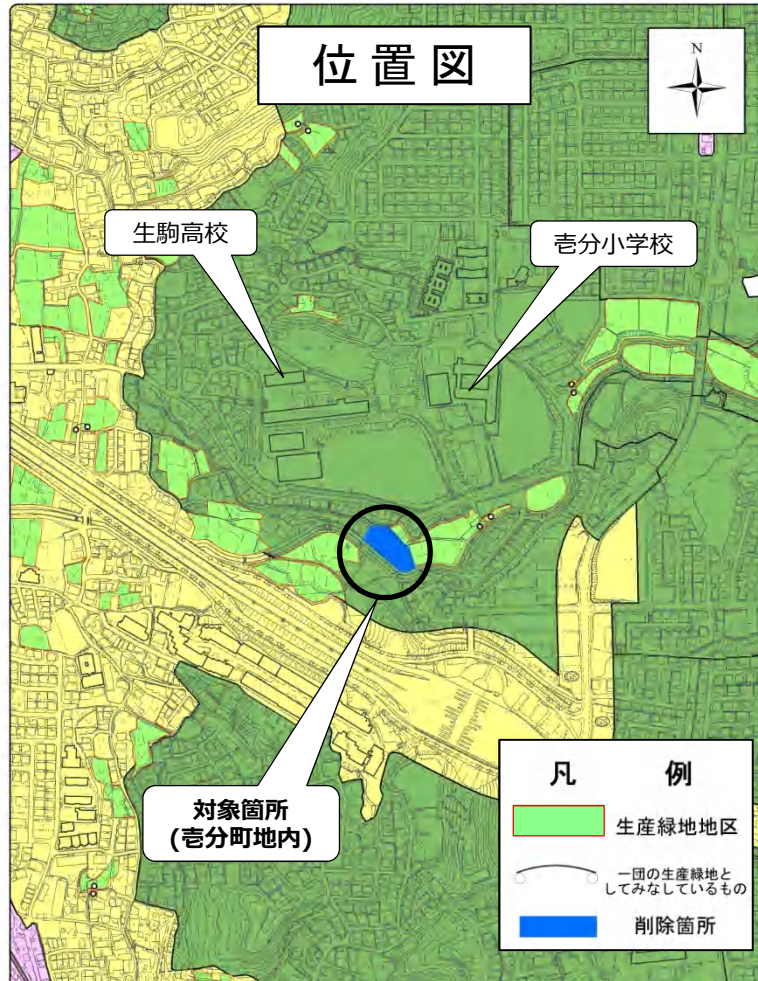 位置図
N
生駒高校
壱分小学校
対象箇所
(壱分町地内)
凡 例
生産緑地地区
一団の生産緑地と
してみなしているもの
削除箇所